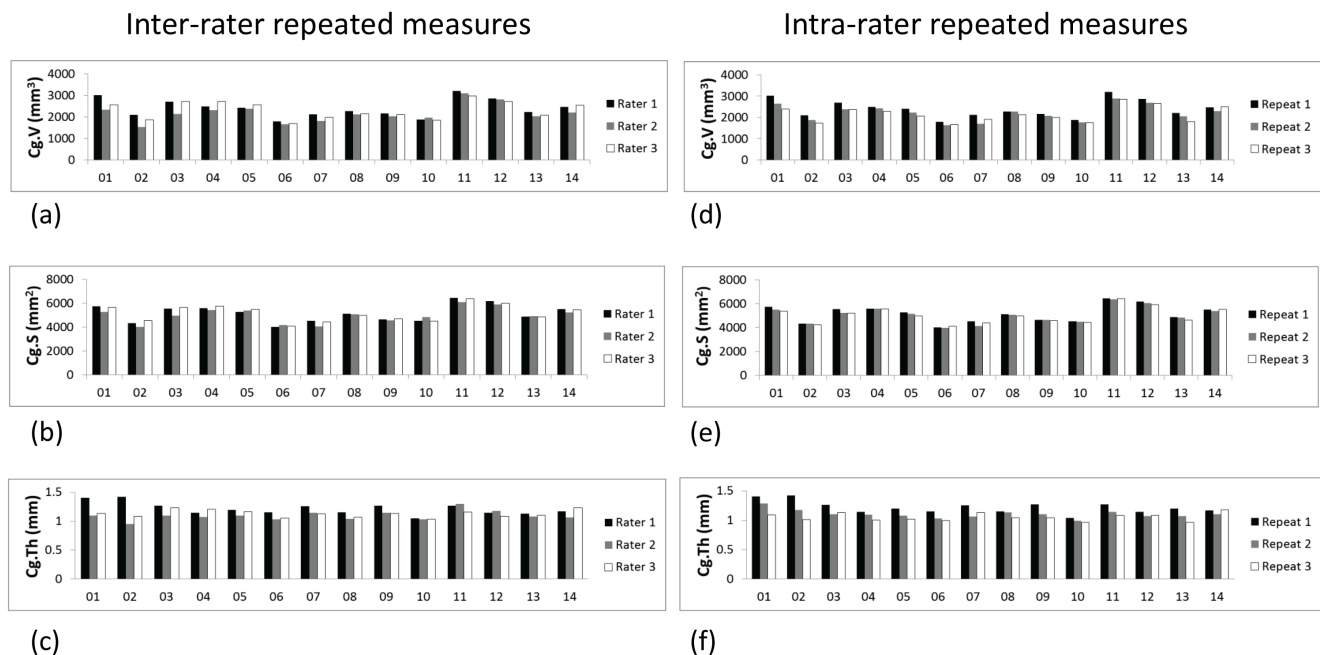 Inter-rater repeated measures
Intra-rater repeated measures
Cg.V (mm³)
4000
3000
2000
1000
0
01 02 03 04 05 06 07 08 09 10 11 12 13 14
Rater 1
Rater 2
Rater 3
(a)
Cg.V (mm³)
4000
3000
2000
1000
0
01 02 03 04 05 06 07 08 09 10 11 12 13 14
Repeat 1
Repeat 2
Repeat 3
(d)
Cg.S (mm²)
8000
6000
4000
2000
0
01 02 03 04 05 06 07 08 09 10 11 12 13 14
Rater 1
Rater 2
Rater 3
(b)
Cg.S (mm²)
8000
6000
4000
2000
0
01 02 03 04 05 06 07 08 09 10 11 12 13 14
Repeat 1
Repeat 2
Repeat 3
(e)
Cg.Th (mm)
1.5
1
0.5
0
01 02 03 04 05 06 07 08 09 10 11 12 13 14
Rater 1
Rater 2
Rater 3
(c)
Cg.Th (mm)
1.5
1
0.5
0
01 02 03 04 05 06 07 08 09 10 11 12 13 14
Repeat 1
Repeat 2
Repeat 3
(f)